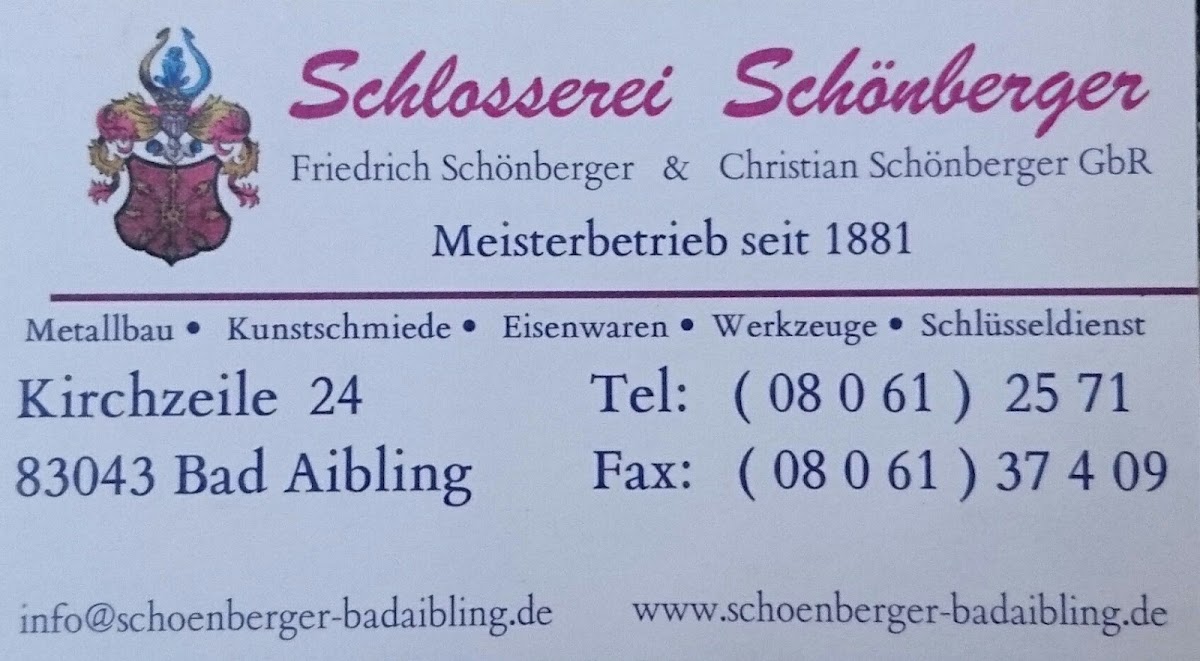 Schlosserei Schönberger
Friedrich Schönberger & Christian Schönberger GbR
Meisterbetrieb seit 1881
Metallbau • Kunstschmiede • Eisenwaren • Werkzeuge • Schlüsseldienst
Kirchzeile 24 Tel: ( 08 0 61 ) 25 71
83043 Bad Aibling Fax: ( 08 0 61 ) 37 4 09
info@schoenberger-badaibling.de www.schoenberger-badaibling.de